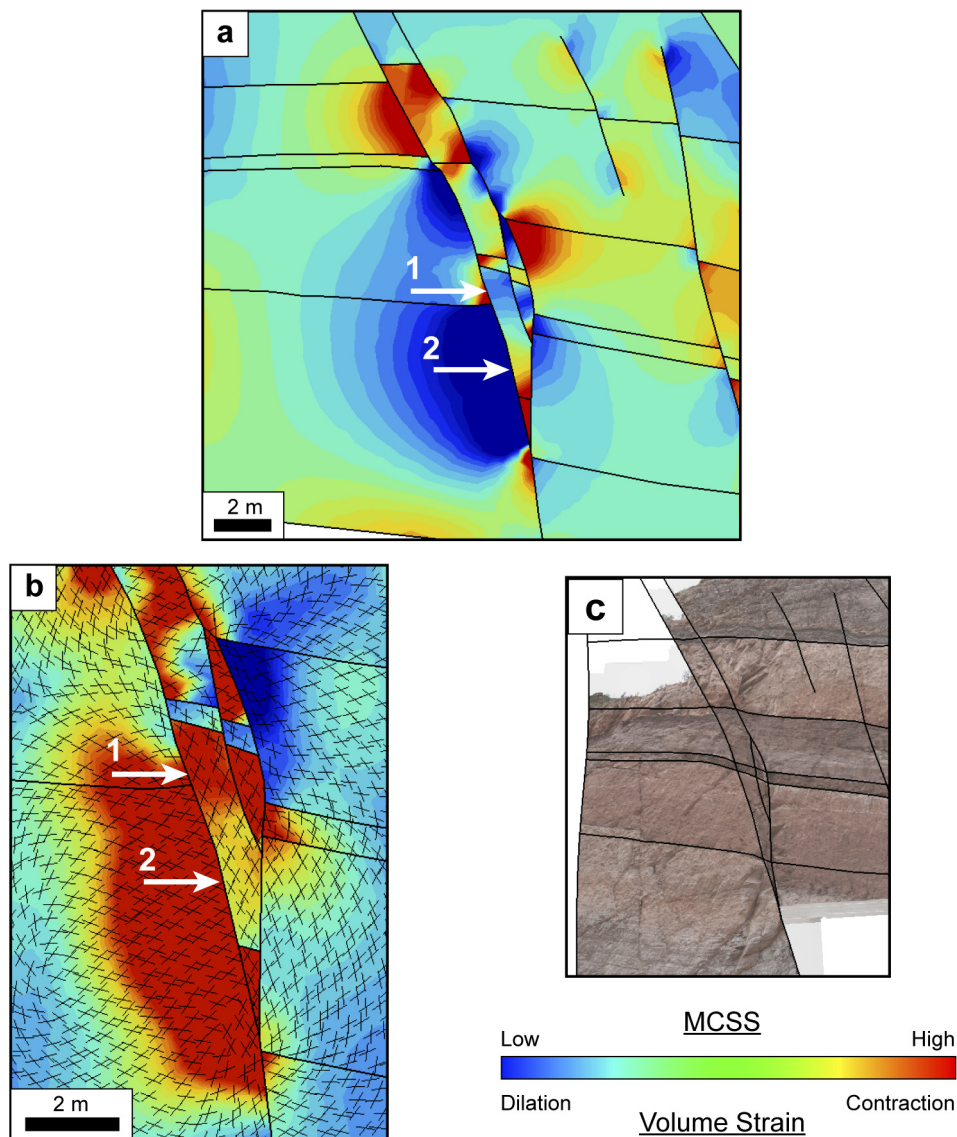 a
1
2
2 m
b
1
2
2 m
c
MCSS
Low
High
Dilation
Contraction
Volume Strain